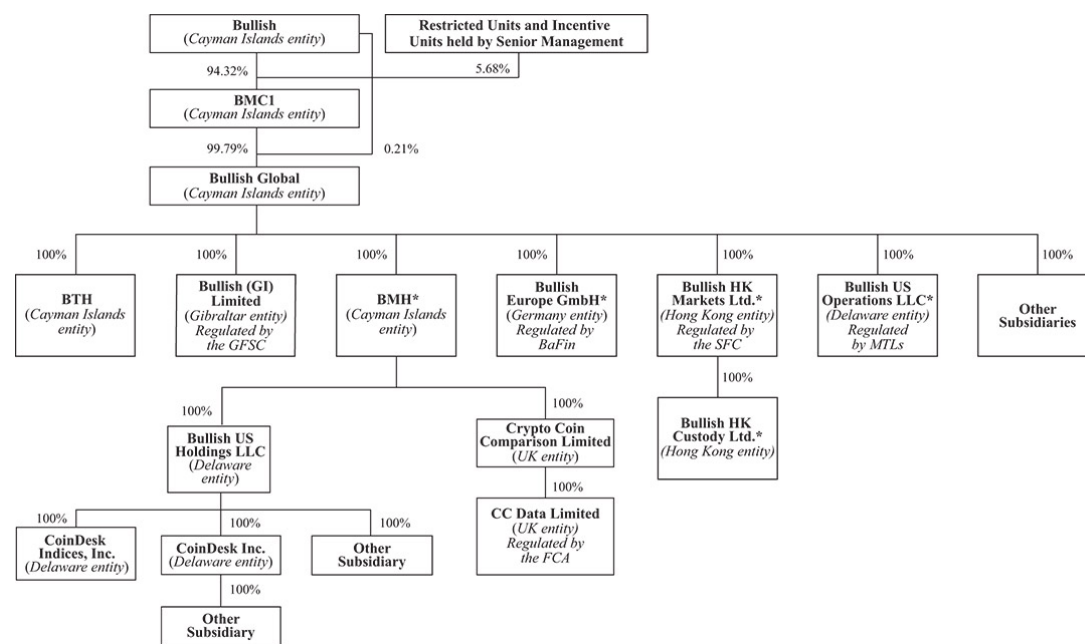 Bullish
(Cayman Islands entity)
Restricted Units and Incentive
Units held by Senior Management
94.32%
5.68%
BMC1
(Cayman Islands entity)
99.79%
0.21%
Bullish Global
(Cayman Islands entity)
100%
100%
100%
100%
100%
100%
100%
BTH
(Cayman Islands
entity)
Bullish (GI)
Limited
(Gibraltar entity)
Regulated by
the GFSC
BMH*
(Cayman Islands
entity)
Bullish
Europe GmbH*
(Germany entity)
Regulated by
BaFin
Bullish HK
Markets Ltd.*
(Hong Kong entity)
Regulated by
the SFC
Bullish US
Operations LLC*
(Delaware entity)
Regulated
by MTLs
Other
Subsidiaries
100%
100%
100%
Bullish US
Holdings LLC
(Delaware
entity)
Crypto Coin
Comparison Limited
(UK entity)
Bullish HK
Custody Ltd.*
(Hong Kong entity)
100%
CC Data Limited
(UK entity)
Regulated by
the FCA
100%
100%
100%
CoinDesk
Indices, Inc.
(Delaware entity)
CoinDesk Inc.
(Delaware entity)
Other
Subsidiary
100%
Other
Subsidiary